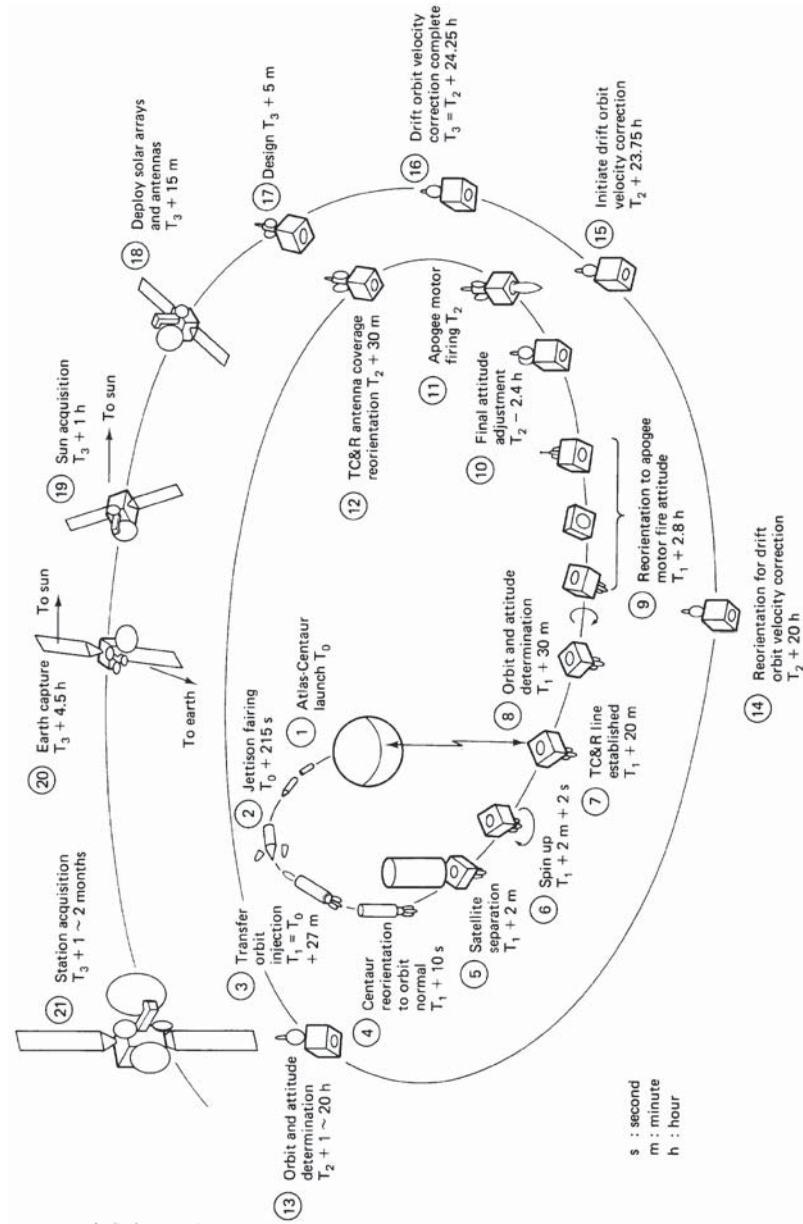 1
Atlas-Centaur
launch T0
2
Jettison fairing
T0 + 215 s
3
Transfer
orbit
injection
T1 = T0
+ 27 m
4
Centaur
reorientation
to orbit
normal
T1 + 10 s
5
Satellite
separation
T1 + 2 m
6
Spin up
T1 + 2 m + 2 s
7
TC&R line
established
T1 + 20 m
8
Orbit and attitude
determination
T1 + 30 m
9
Reorientation to apogee
motor fire attitude
T1 + 2.8 h
10
Final attitude
adjustment
T2 − 2.4 h
11
Apogee motor
firing T2
12
TC&R antenna coverage
reorientation T2 + 30 m
13
Orbit and attitude
determination
T2 + 1 ~ 20 h
14
Reorientation for drift
orbit velocity correction
T2 + 20 h
15
Initiate drift orbit
velocity correction
T2 + 23.75 h
16
Drift orbit velocity
correction complete
T3 = T2 + 24.25 h
17
Design T3 + 5 m
18
Deploy solar arrays
and antennas
T3 + 15 m
19
Sun acquisition
T3 + 1 h
To sun
20
Earth capture
T3 + 4.5 h
To sun
To earth
21
Station acquisition
T3 + 1 ~ 2 months
s : second
m : minute
h : hour